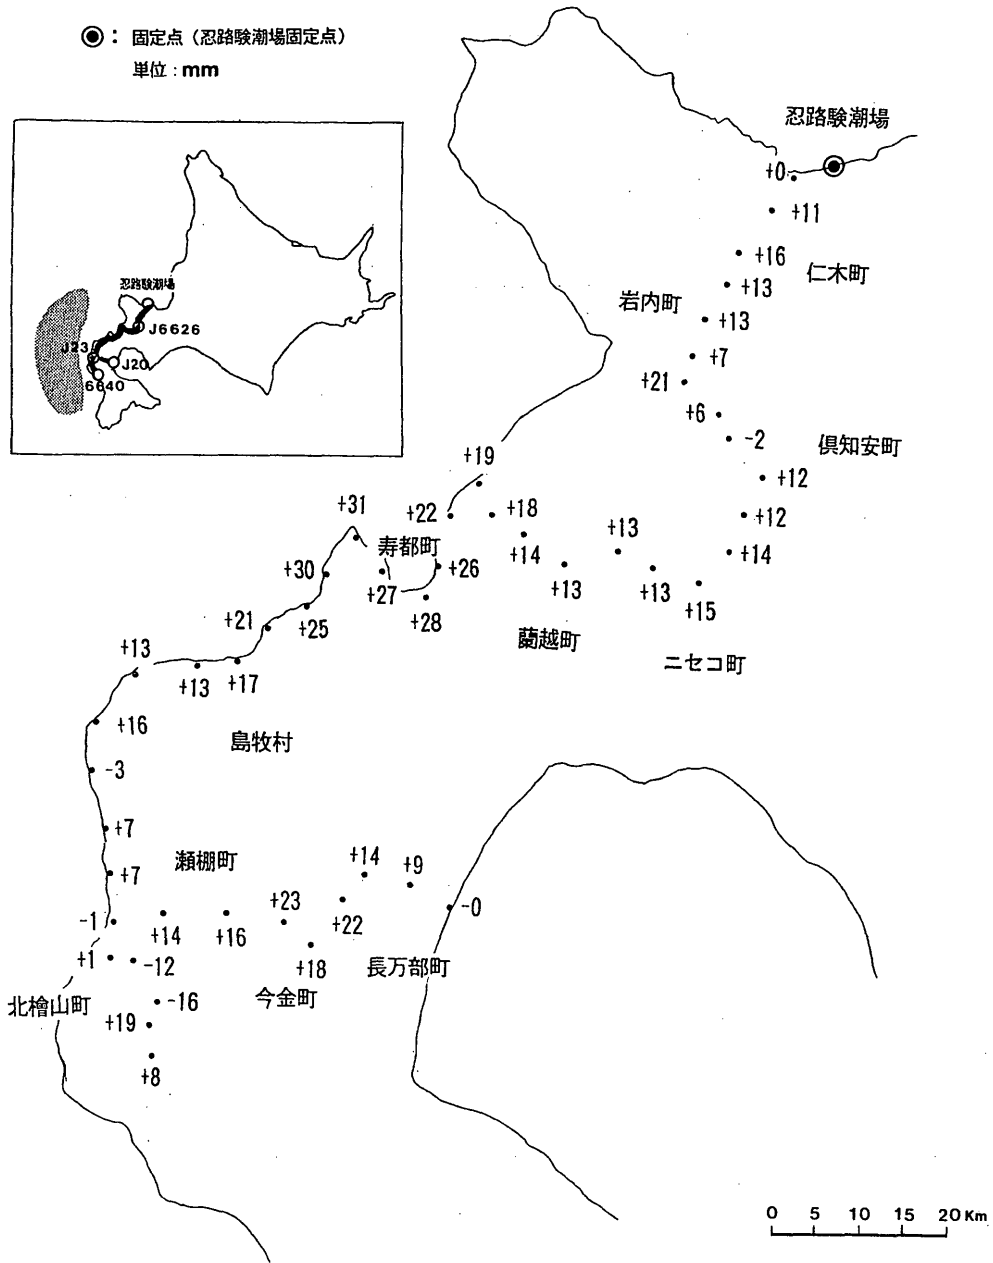 ◉： 固定点（忍路験潮場固定点）
単位：mm
忍路験潮場
J6626
J23
J20
6640
忍路験潮場
+0
+11
+16
仁木町
+13
岩内町
+13
+7
+21
+6
-2
倶知安町
+19
+12
+31
+22
+18
+12
+13
寿都町
+14
+14
+30
+26
+27
+13
+13
+15
+21
+25
+28
蘭越町
ニセコ町
+13
+13
+17
+16
島牧村
-3
+7
瀬棚町
+14
+9
+7
+23
-0
-1
+14
+16
+22
+1
-12
+18
長万部町
北檜山町
-16
今金町
+19
+8
0 5 10 15 20 Km